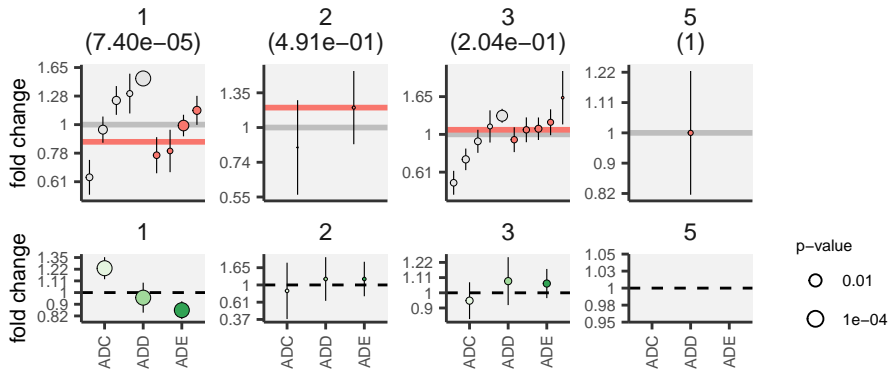 1
(7.40e−05)
2
(4.91e−01)
3
(2.04e−01)
5
(1)
fold change
1.65
1.28
1
0.78
0.61
1.35
1
0.74
0.55
1.65
1
0.61
1.22
1.11
1
0.9
0.82
1
2
3
5
fold change
1.35
1.22
1.11
1
0.9
0.82
1.65
1
0.61
0.37
1.22
1.11
1
0.9
1.05
1.03
1
0.98
0.95
ADC
ADD
ADE
ADC
ADD
ADE
ADC
ADD
ADE
ADC
ADD
ADE
p−value
0.01
1e−04